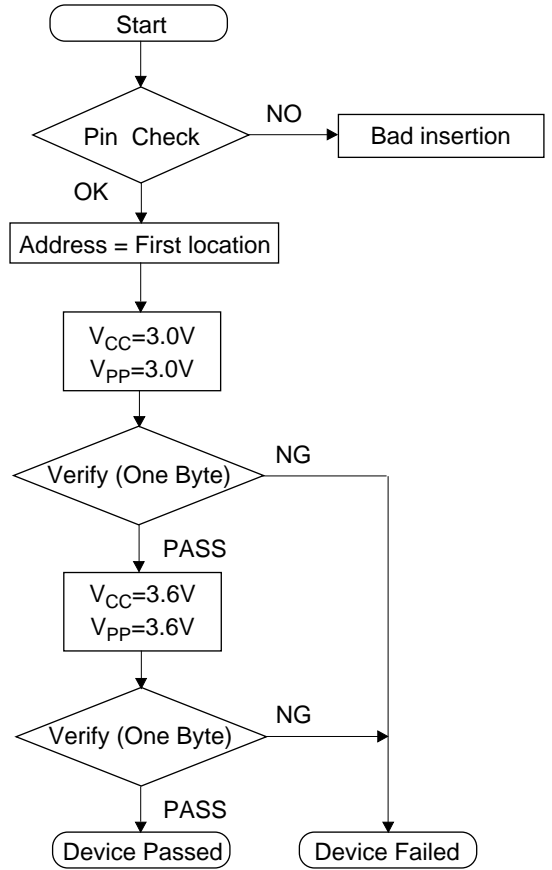 Start
Pin Check
NO
Bad insertion
OK
Address = First location
VCC=3.0V
VPP=3.0V
Verify (One Byte)
NG
PASS
VCC=3.6V
VPP=3.6V
Verify (One Byte)
NG
PASS
Device Passed
Device Failed